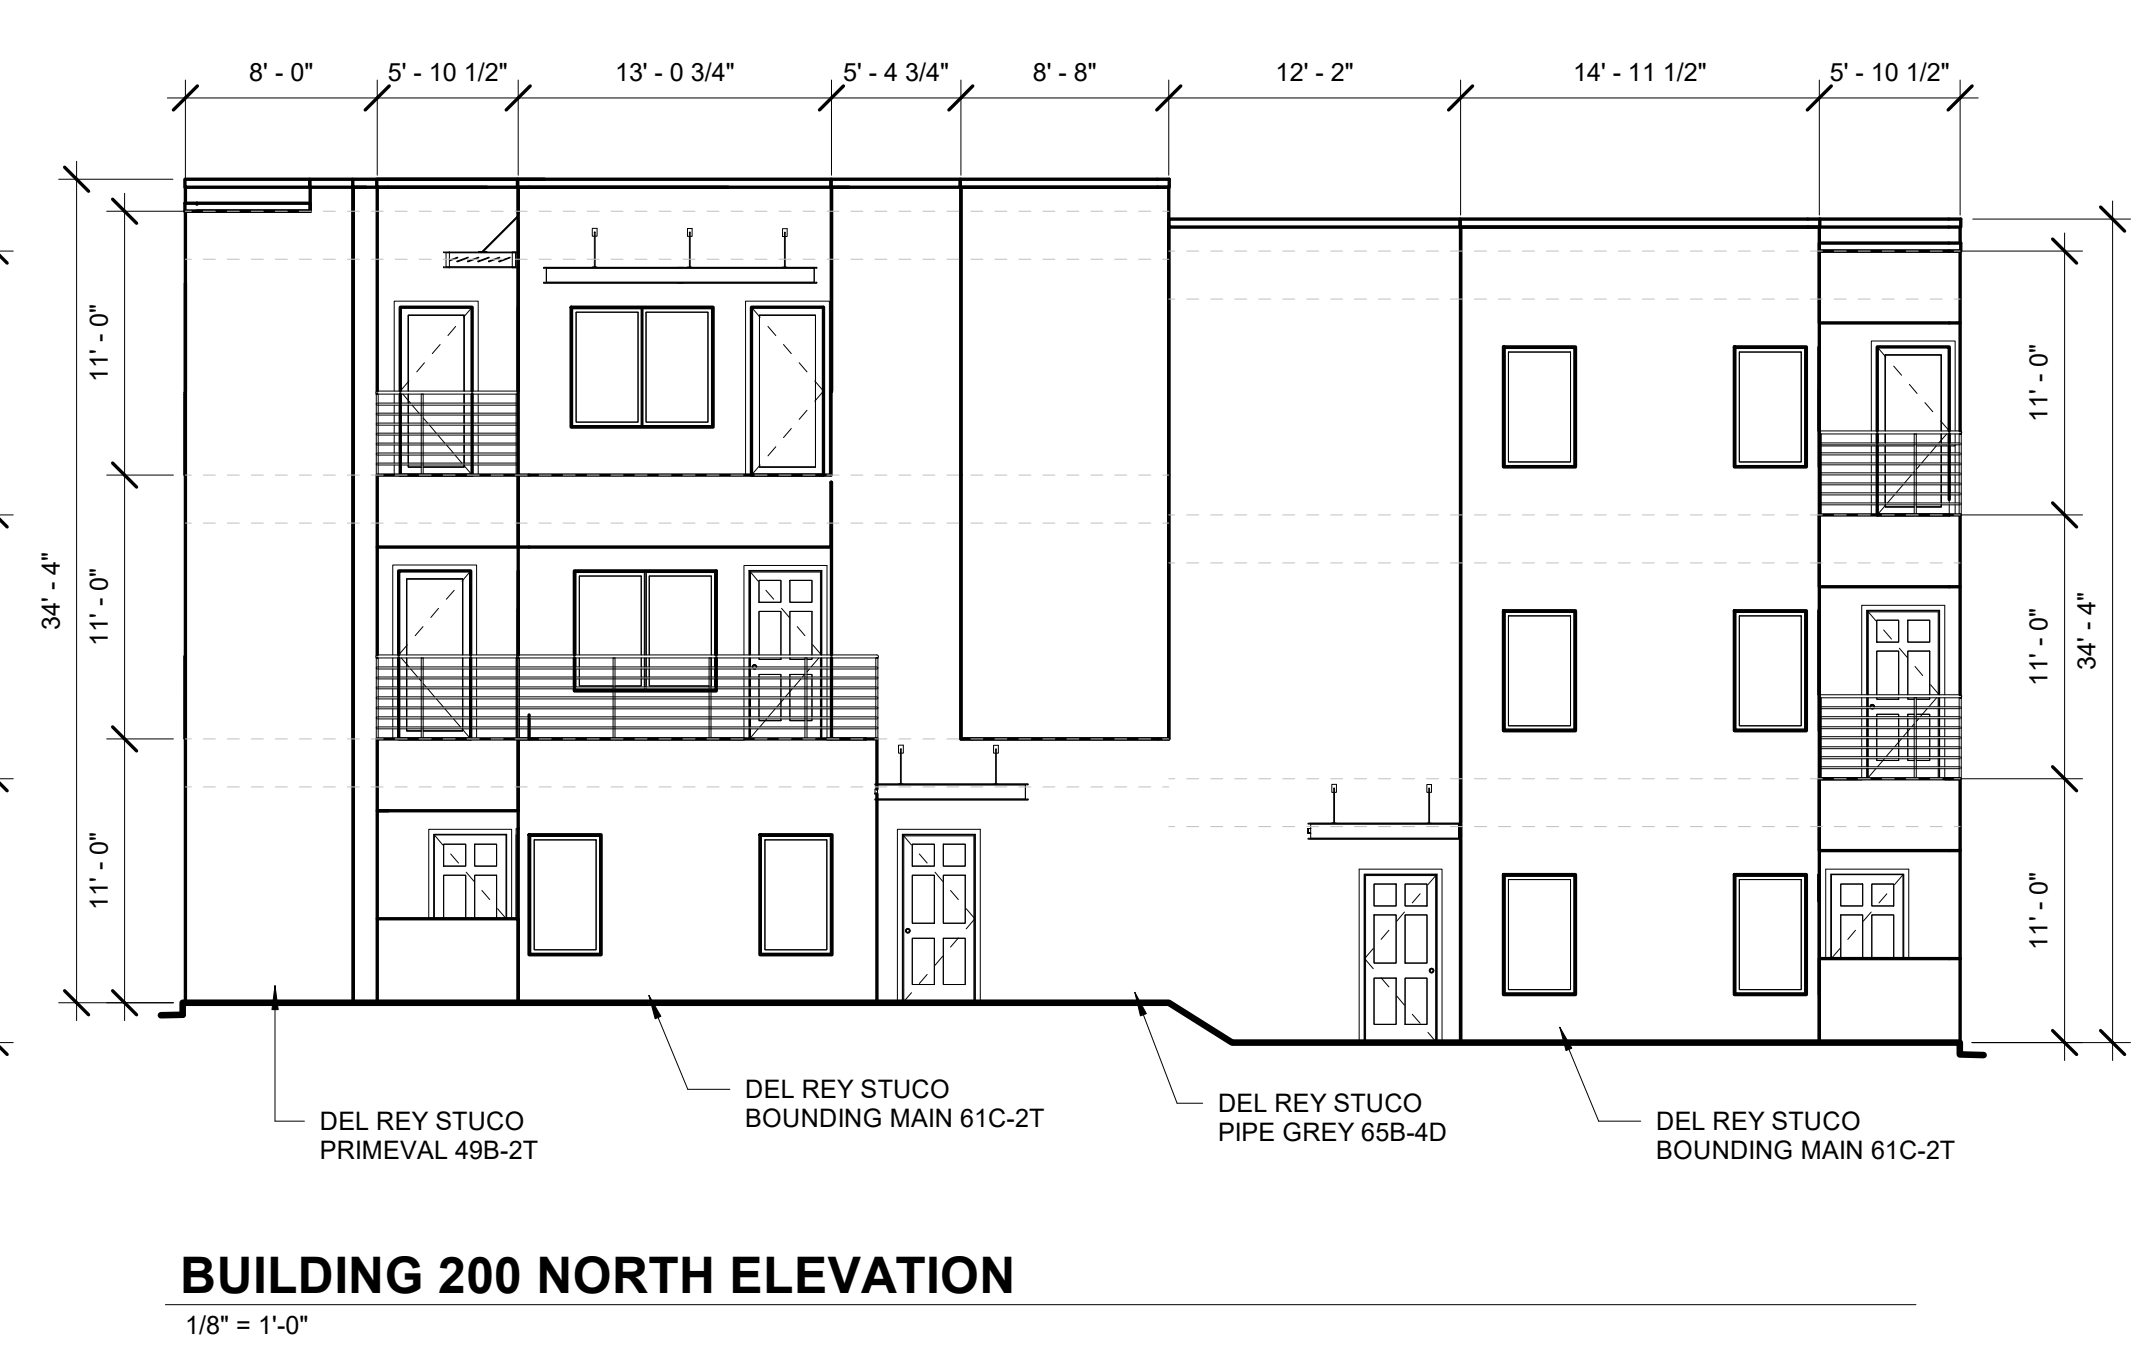 8' - 0"
5' - 10 1/2"
13' - 0 3/4"
5' - 4 3/4"
8' - 8"
12' - 2"
14' - 11 1/2"
5' - 10 1/2"
34' - 4"
11' - 0"
11' - 0"
11' - 0"
11' - 0"
11' - 0"
11' - 0"
34' - 4"
DEL REY STUCO
PRIMEVAL 49B-2T
DEL REY STUCO
BOUNDING MAIN 61C-2T
DEL REY STUCO
PIPE GREY 65B-4D
DEL REY STUCO
BOUNDING MAIN 61C-2T
BUILDING 200 NORTH ELEVATION
1/8" = 1'-0"